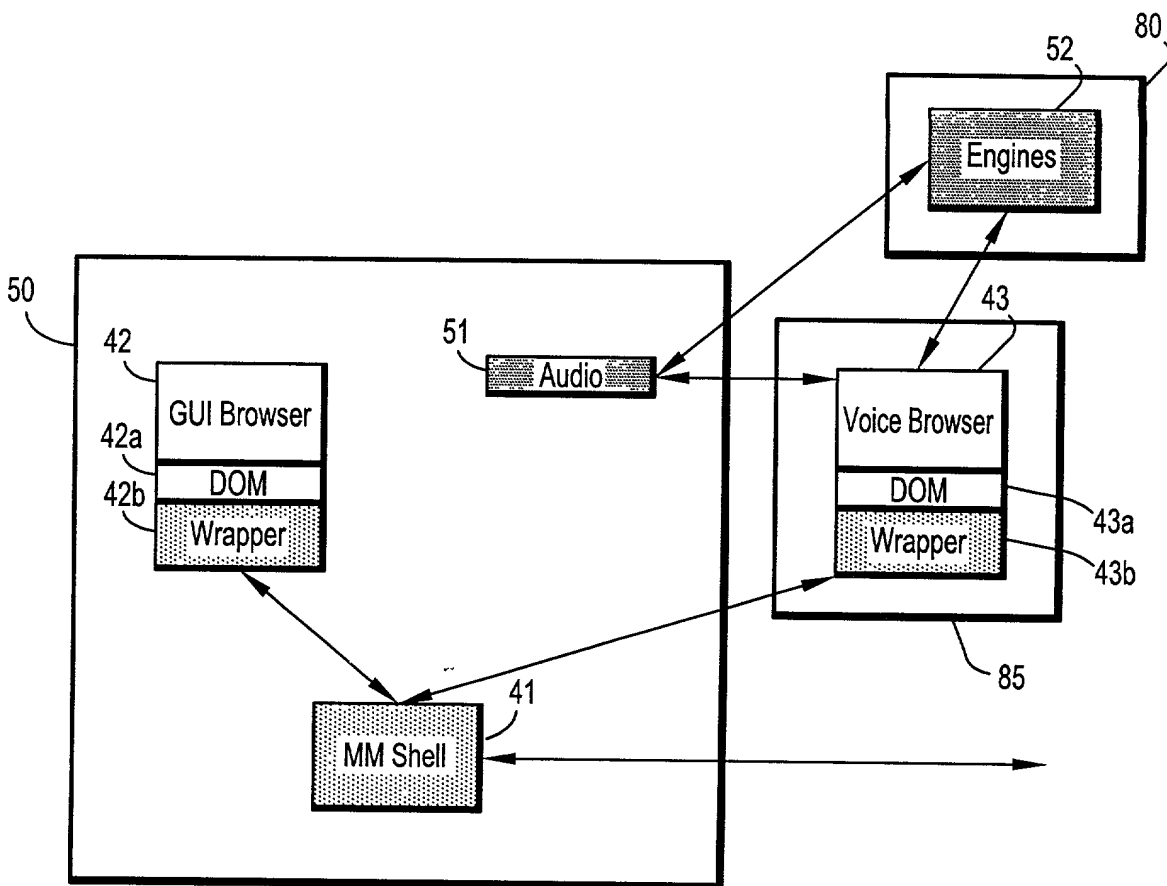 80
52
Engines
50
42
GUI Browser
42a
DOM
42b
Wrapper
51
Audio
43
Voice Browser
DOM
43a
Wrapper
43b
85
41
MM Shell